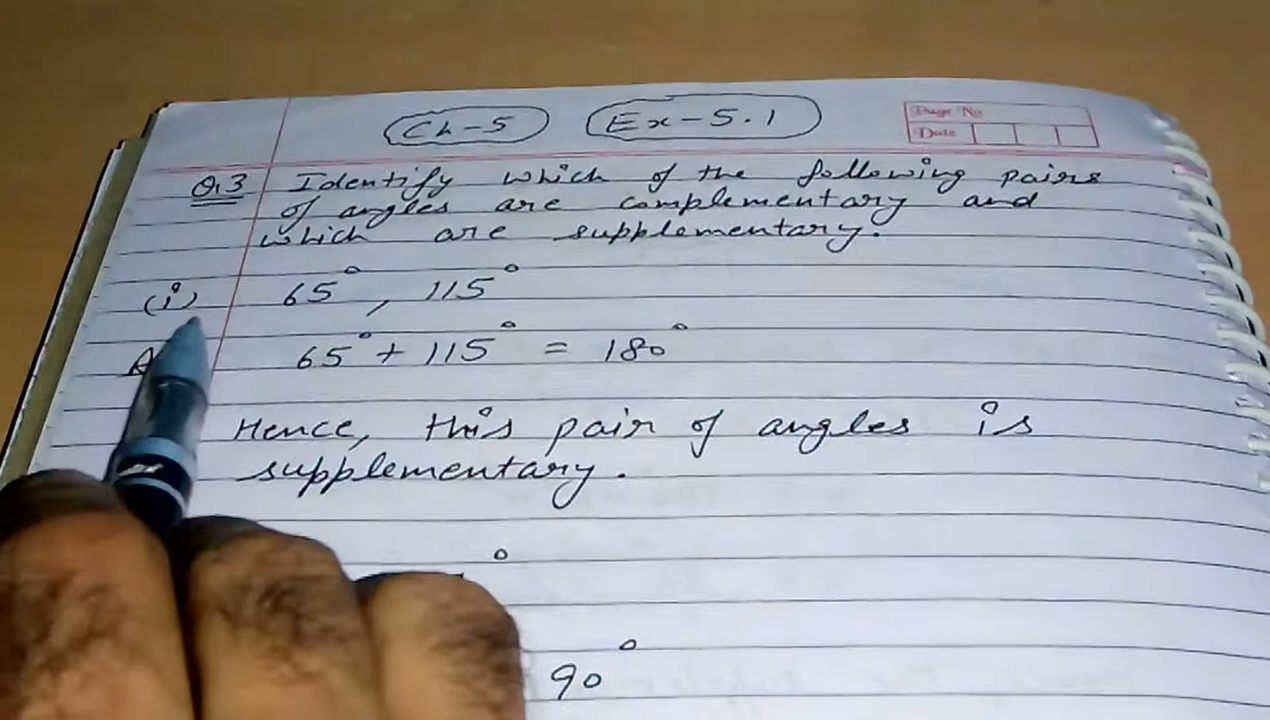 Ch-5 Ex-5.1
Page No
Date
Q.3 Identify which of the following pairs
of angles are complementary and
which are supplementary.
(i) 65°, 115°
A 65° + 115° = 180°
Hence, this pair of angles is
supplementary.
°
90°